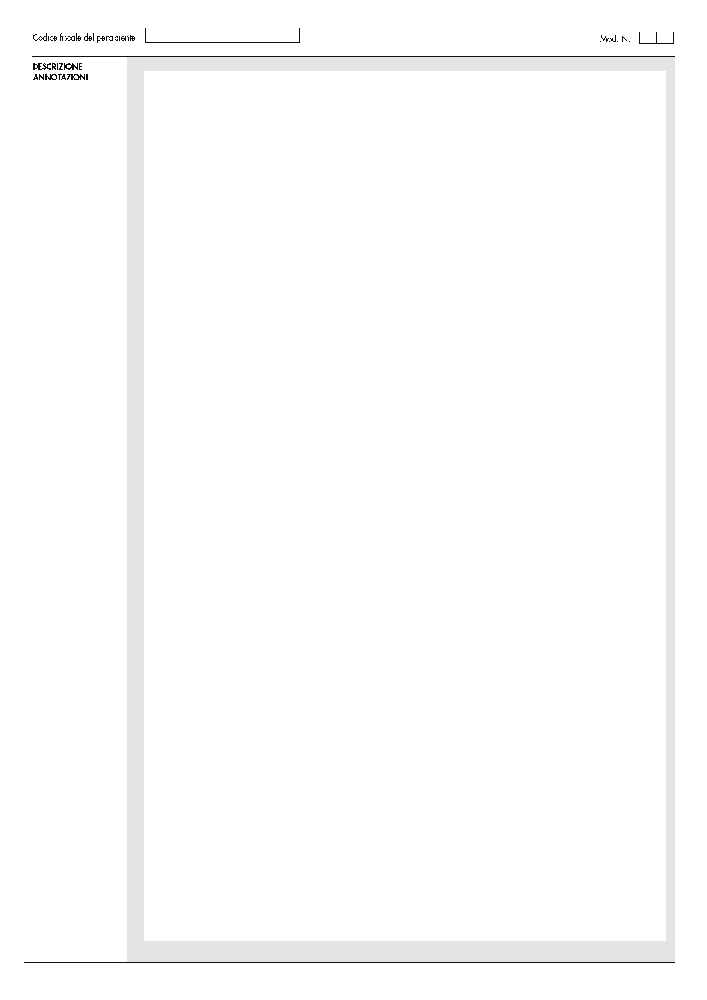 Codice fiscale del percipiente
Mod. N.
DESCRIZIONE
ANNOTAZIONI